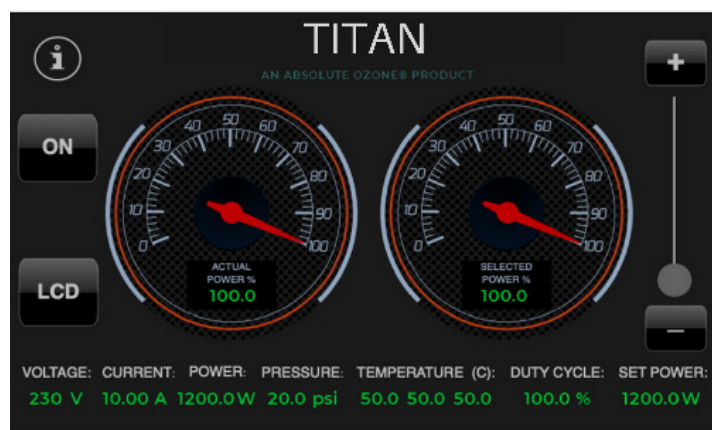 i
TITAN
AN ABSOLUTE OZONE® PRODUCT
+
ON
LCD
0 10 20 30 40 50 60 70 80 90 100
ACTUAL
POWER %
100.0
0 10 20 30 40 50 60 70 80 90 100
SELECTED
POWER %
100.0
−
VOLTAGE: CURRENT: POWER: PRESSURE: TEMPERATURE (C): DUTY CYCLE: SET POWER:
230 V 10.00 A 1200.0W 20.0 psi 50.0 50.0 50.0 100.0 % 1200.0W